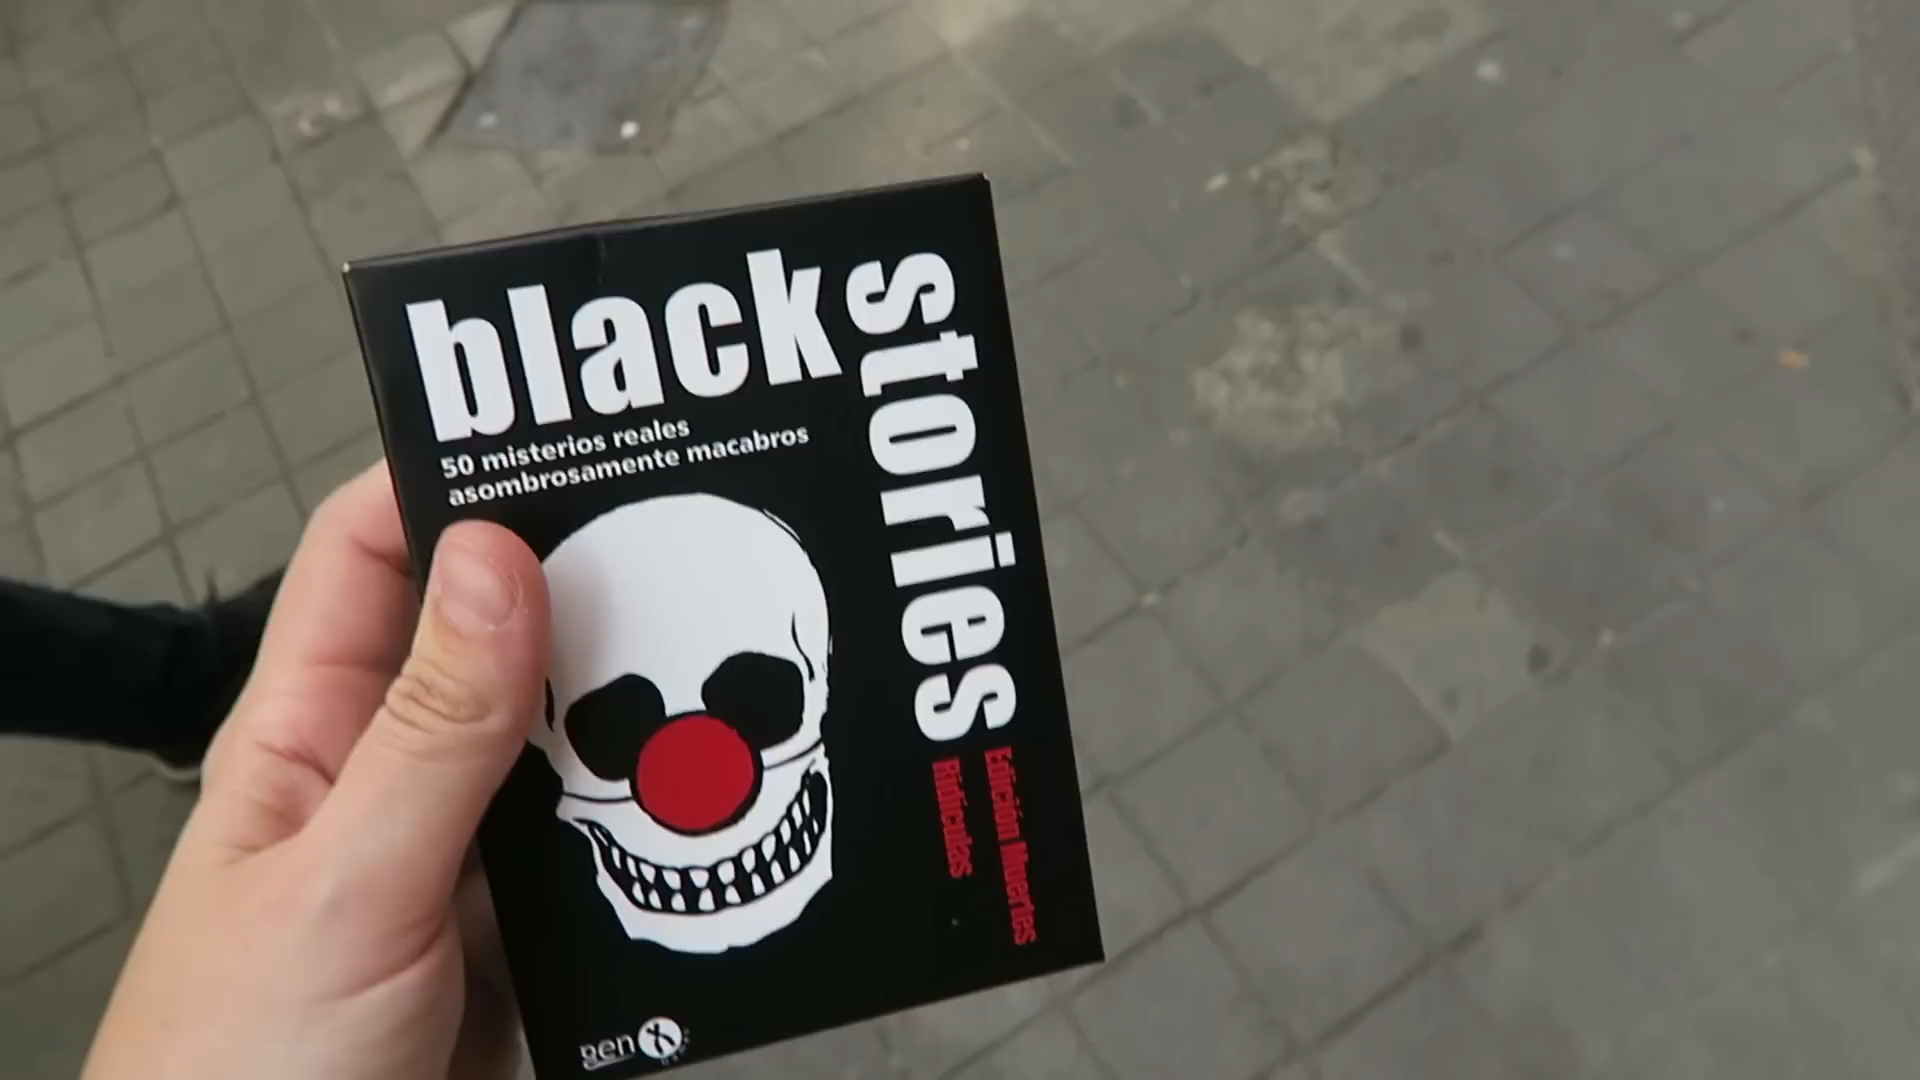 black
stories
50 misterios reales
asombrosamente macabros
Edición Muertes
Ridículas
gen X